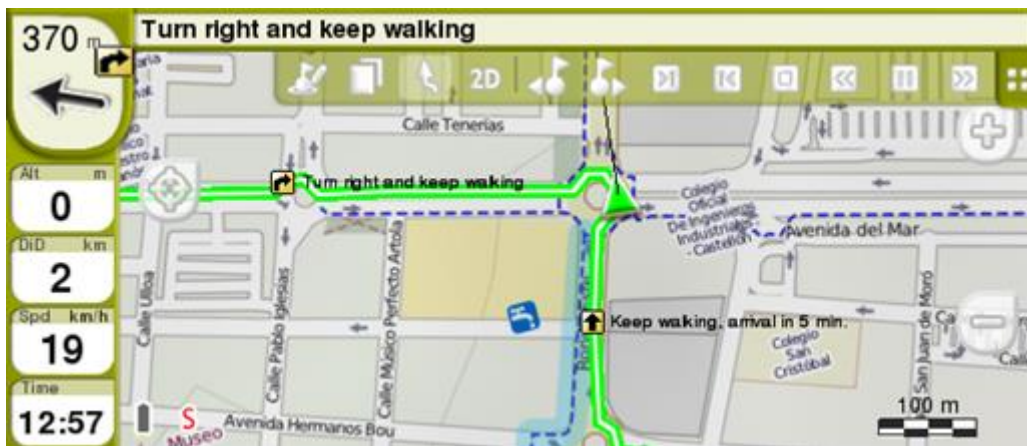 370 m
Turn right and keep walking
2D
Alt m
0
DiD km
2
Spd km/h
19
Time
12:57
Calle Tenerias
Turn right and keep walking
Colegio
Oficial
De Ingenieros
Industriales
- Castellón
Avenida del Mar
Calle Ulloa
Calle Pablo Iglesias
Calle Músico Perfecto Artola
Keep walking, arrival in 5 min.
Colegio
San
Cristóbal
San Juan de Moró
Avenida Hermanos Bou
S
Museo
100 m